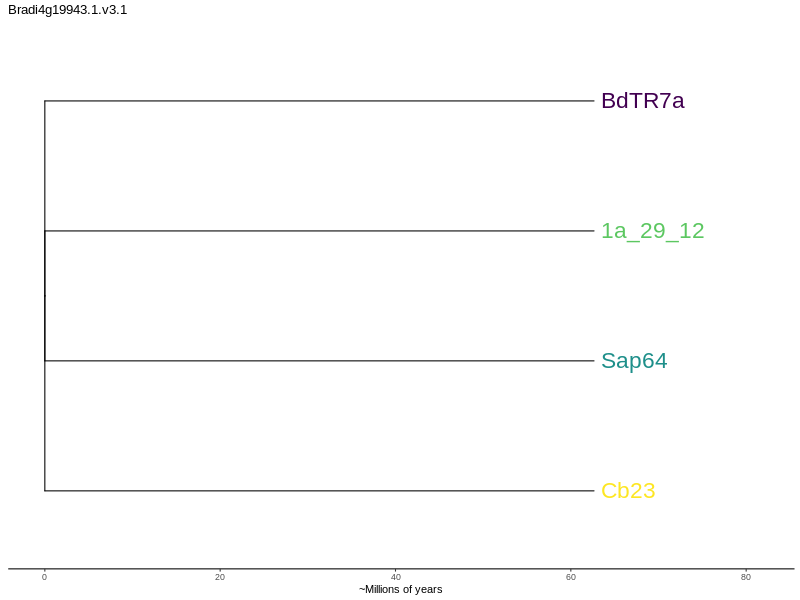 Bradi4g19943.1.v3.1
BdTR7a
1a_29_12
Sap64
Cb23
0 20 40 60 80
~Millions of years